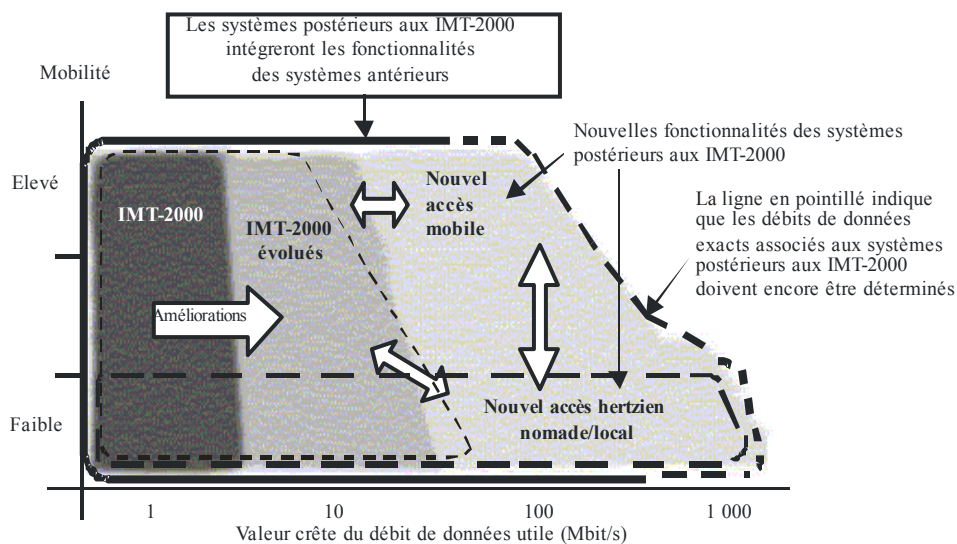 Les systèmes postérieurs aux IMT-2000
intégreront les fonctionnalités
des systèmes antérieurs
Mobilité
Nouvelles fonctionnalités des systèmes
postérieurs aux IMT-2000
Elevé
Nouvel
accès
mobile
La ligne en pointillé indique
que les débits de données
exacts associés aux systèmes
postérieurs aux IMT-2000
doivent encore être déterminés
IMT-2000
IMT-2000
évolués
Améliorations
Faible
Nouvel accès hertzien
nomade/local
1 10 100 1 000
Valeur crête du débit de données utile (Mbit/s)